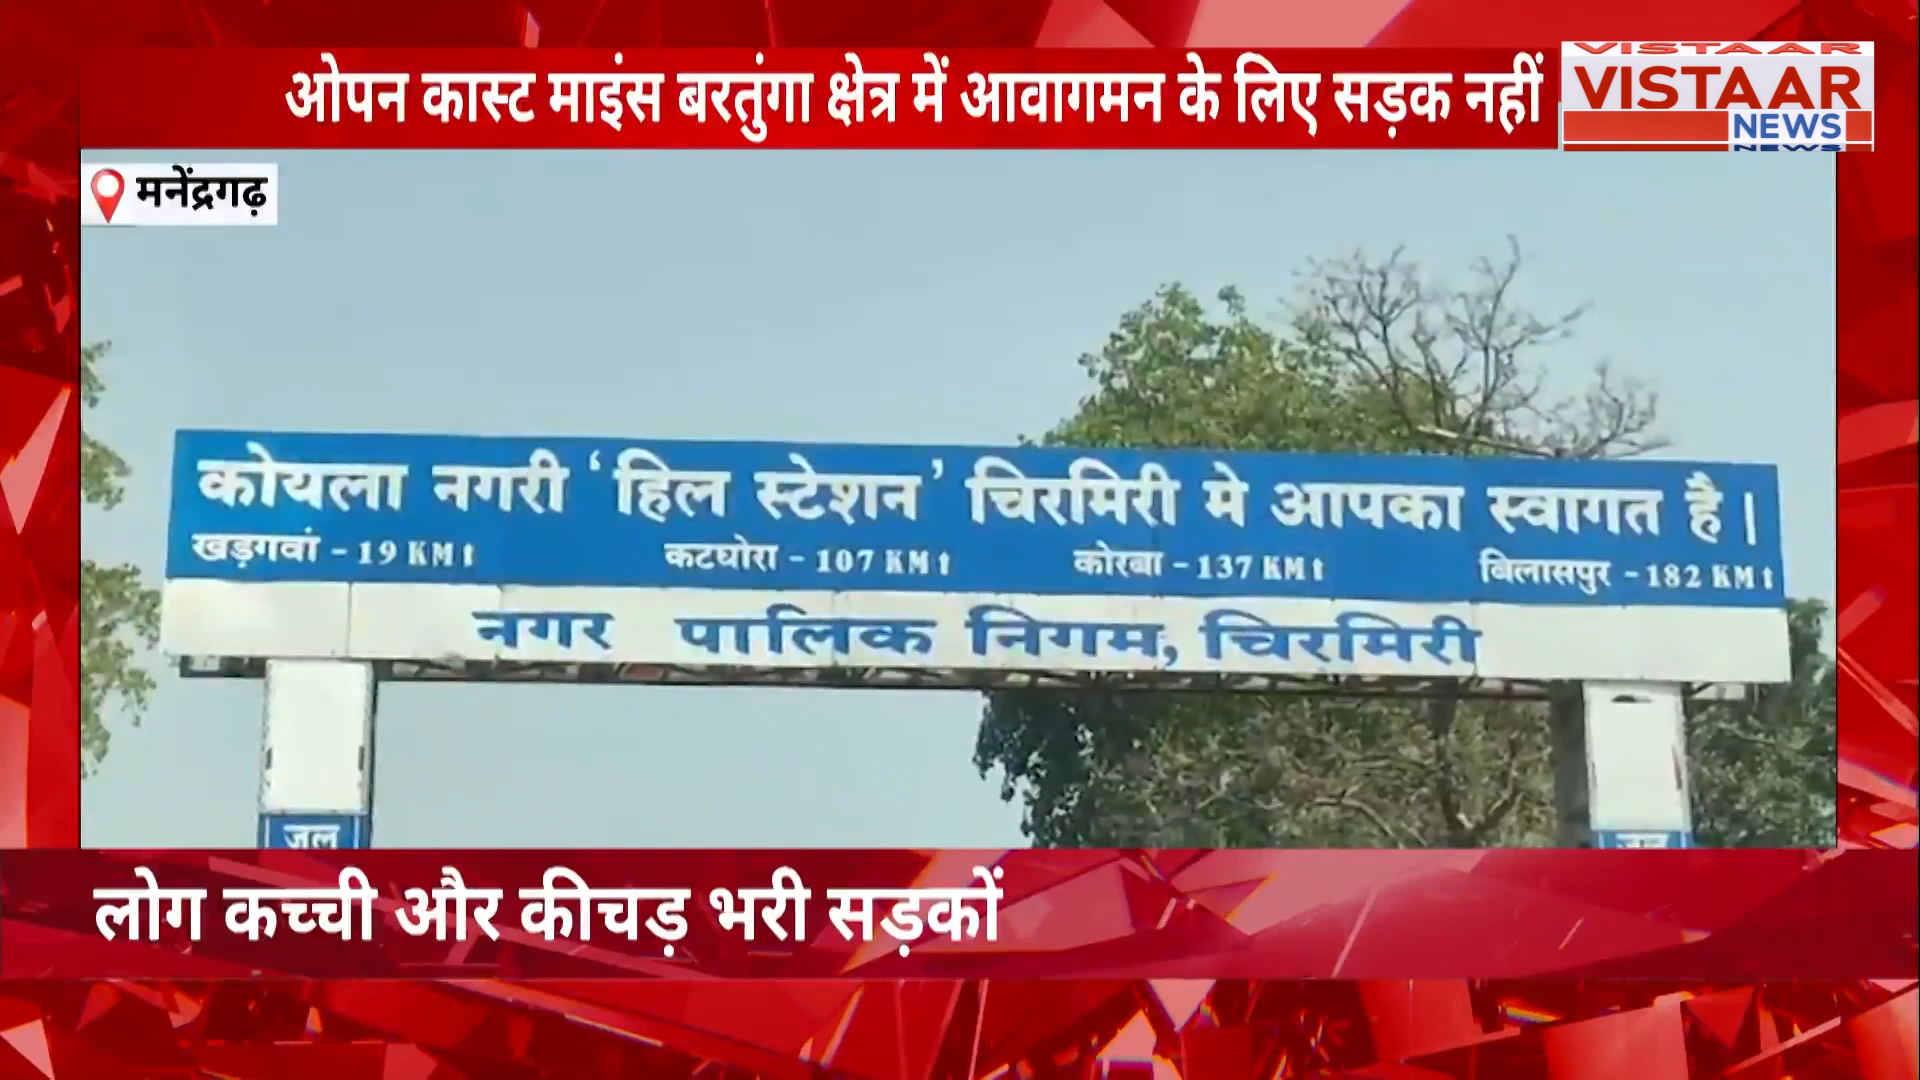 ओपन कास्ट माइंस बरतुंगा क्षेत्र में आवागमन के लिए सड़क नहीं
VISTAAR
NEWS
मनेंद्रगढ़
कोयला नगरी ‘हिल स्टेशन’ चिरमिरी मे आपका स्वागत है |
खड़गवां - 19 KM↑ कटघोरा - 107 KM↑ कोरबा - 137 KM↑ बिलासपुर - 182 KM↑
नगर पालिक निगम, चिरमिरी
जल
लोग कच्ची और कीचड़ भरी सड़कों